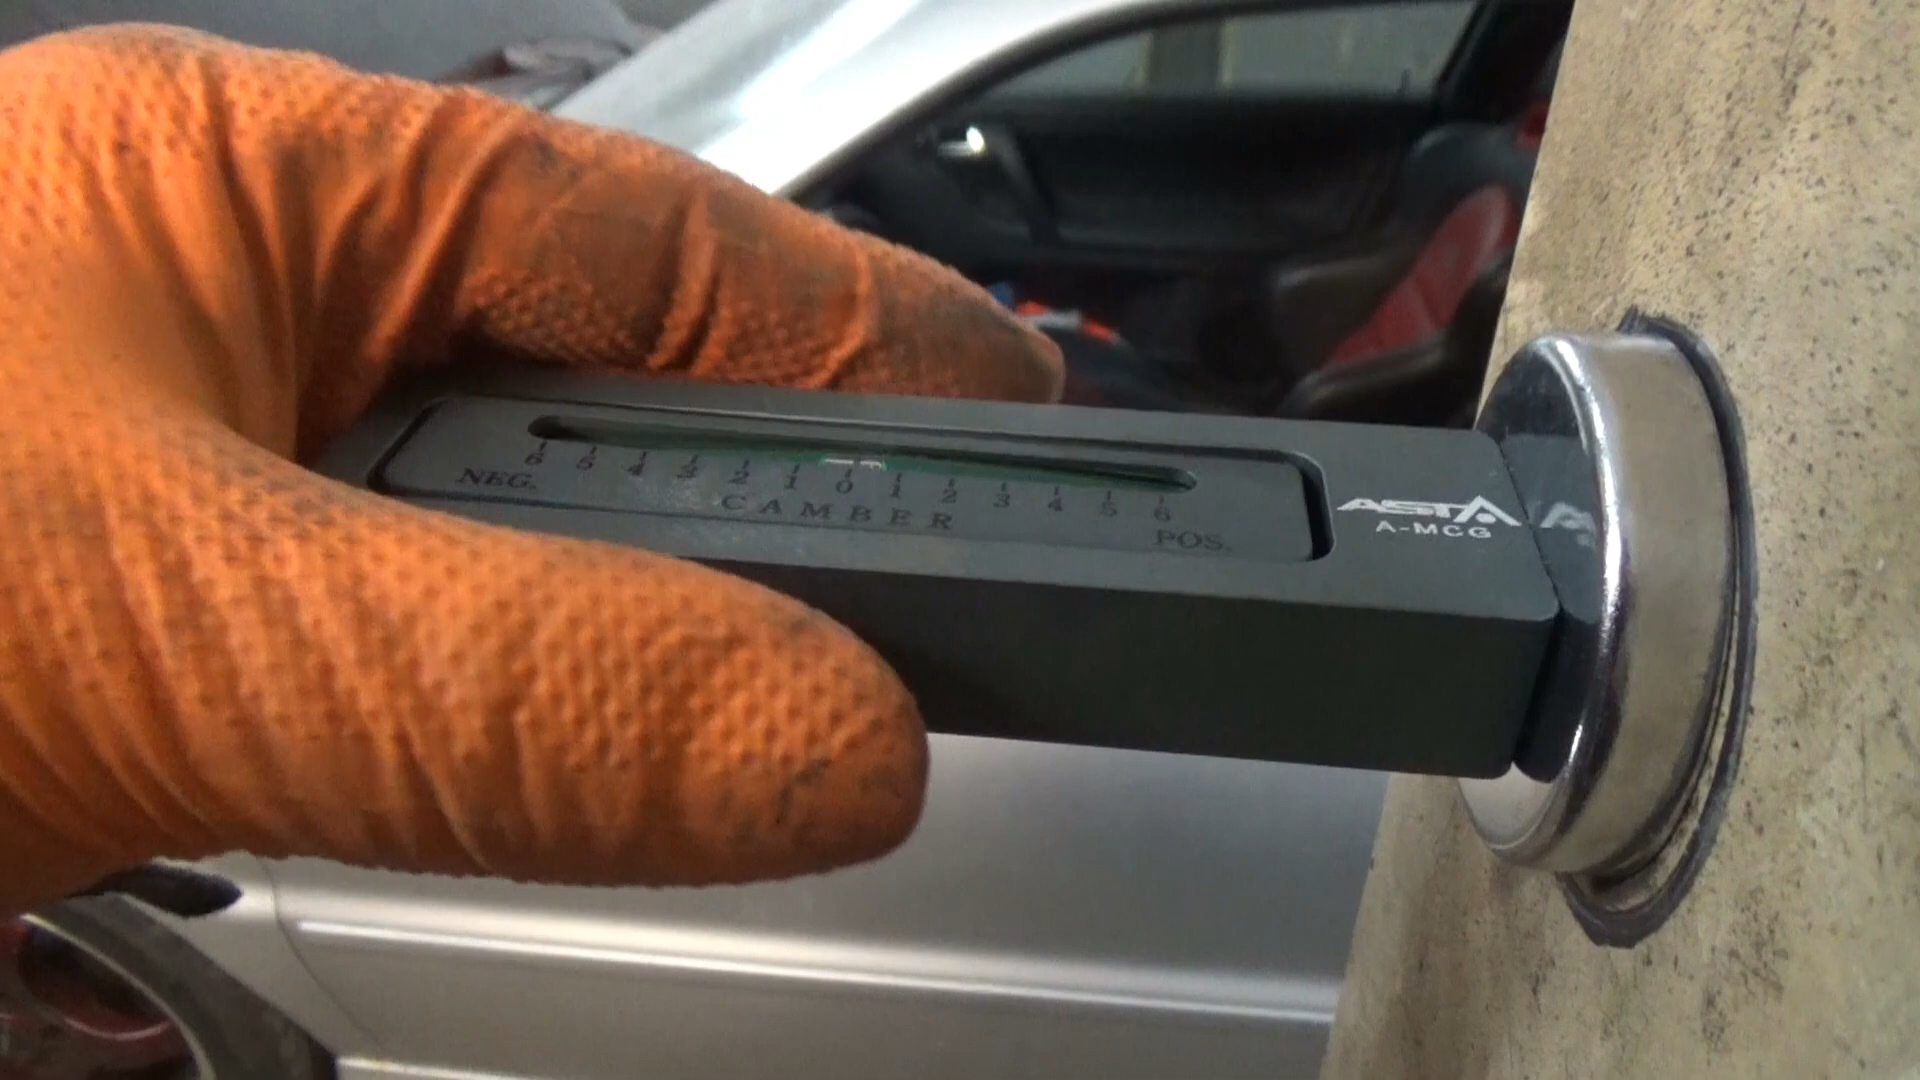 6 5 4 3 2 1 0 1 2 3 4 5 6
NEG.
CAMBER
POS.
ASTA
A-MCG